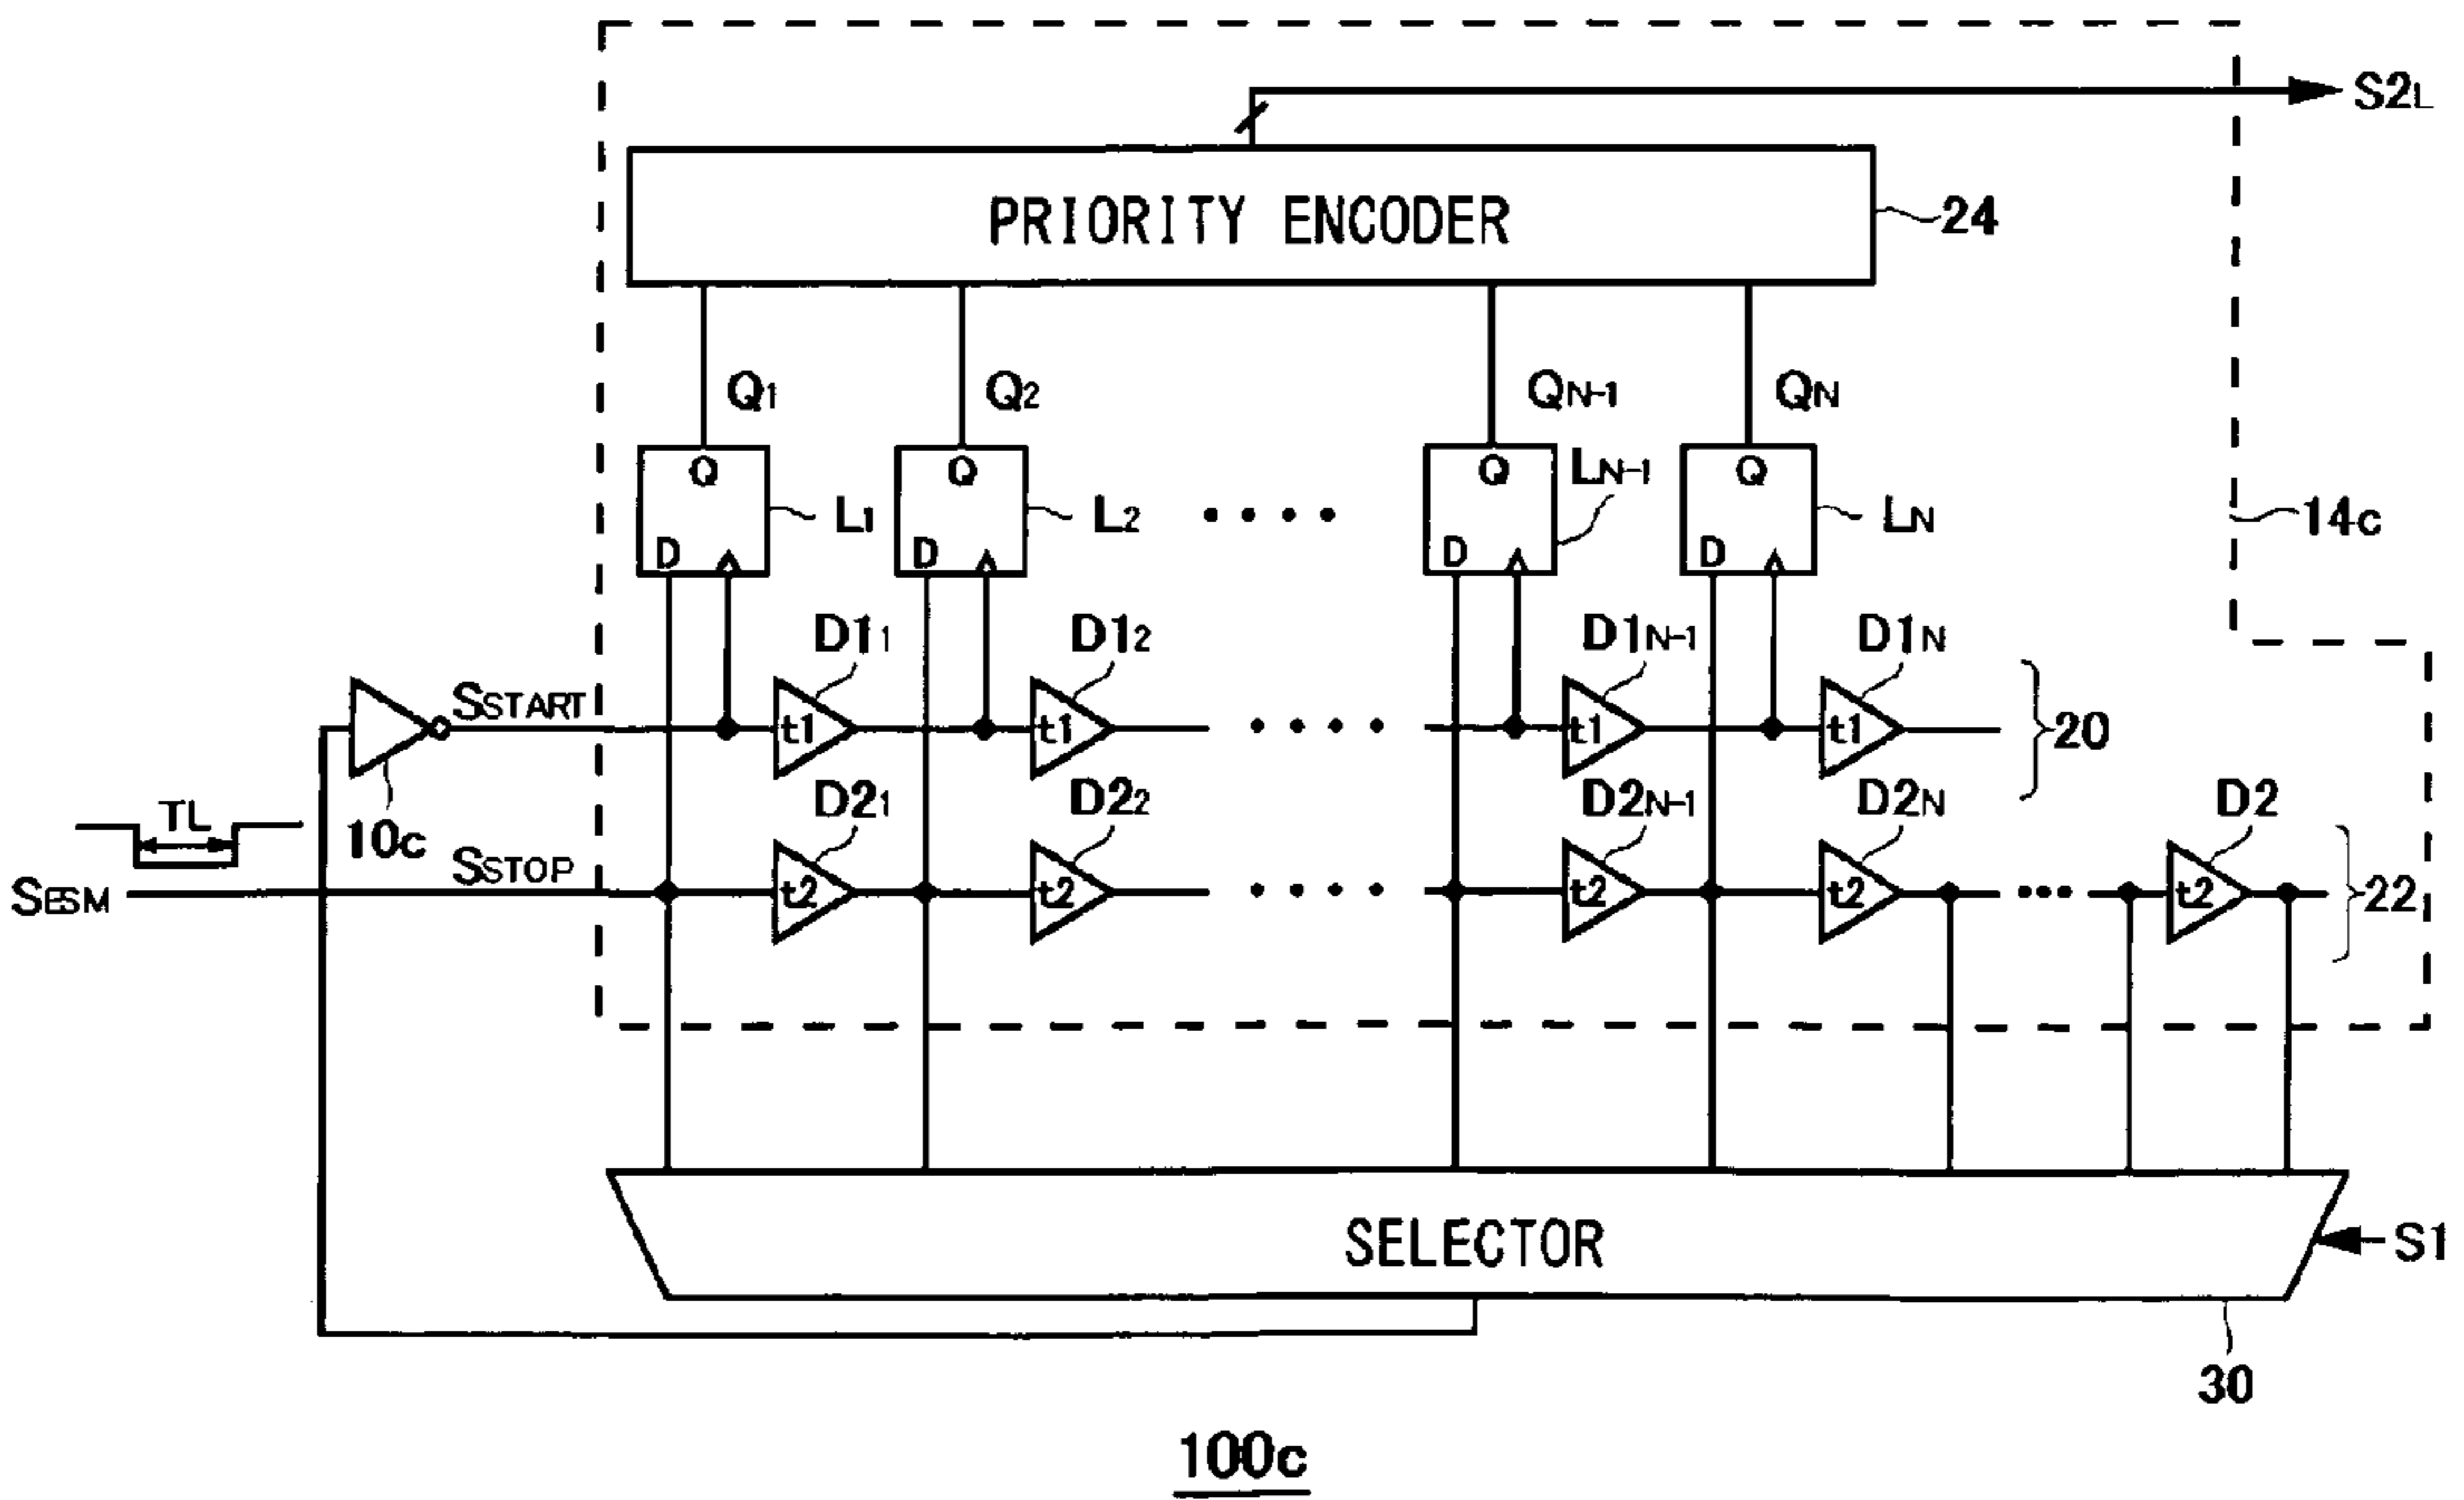 S2L
PRIORITY ENCODER
24
Q1 Q2 QN-1 QN
Q Q Q Q
D D D D
L1 L2 LN-1 LN
14c
D11 D12 D1N-1 D1N
SSTART
t1 t1 t1 t1
20
TL
10c
D21 D22 D2N-1 D2N D2
SESM
SSTOP
t2 t2 t2 t2 t2
22
SELECTOR
S1
30
100c